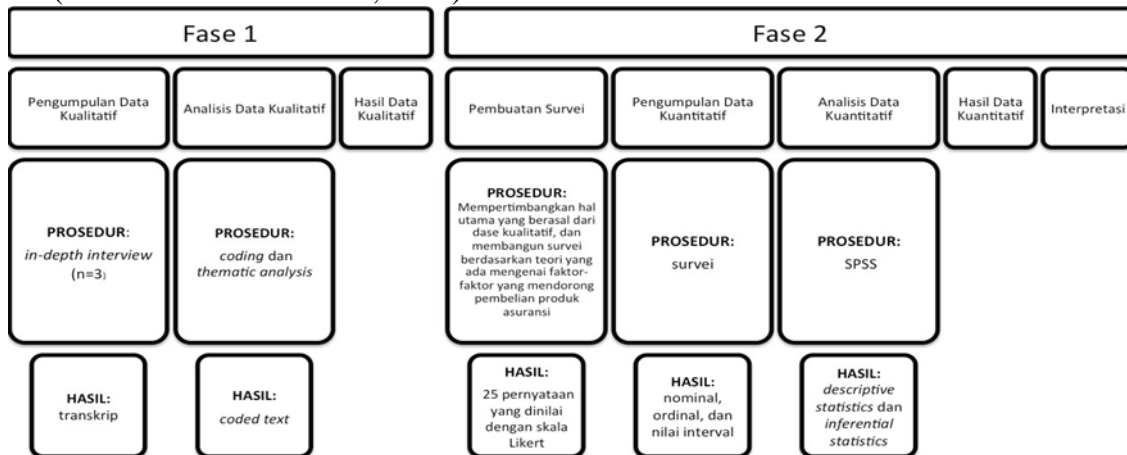 Fase 1
Fase 2
Pengumpulan Data
Kualitatif
Analisis Data Kualitatif
Hasil Data
Kualitatif
Pembuatan Survei
Pengumpulan Data
Kuantitatif
Analisis Data
Kuantitatif
Hasil Data
Kuantitatif
Interpretasi
PROSEDUR:
in-depth interview
(n=3)
PROSEDUR:
coding dan
thematic analysis
PROSEDUR:
Mempertimbangkan hal
utama yang berasal dari
dase kualitatif, dan
membangun survei
berdasarkan teori yang
ada mengenai faktor-
faktor yang mendorong
pembelian produk
asuransi
PROSEDUR:
survei
PROSEDUR:
SPSS
HASIL:
transkrip
HASIL:
coded text
HASIL:
25 pernyataan
yang dinilai
dengan skala
Likert
HASIL:
nominal,
ordinal, dan
nilai interval
HASIL:
descriptive
statistics dan
inferential
statistics